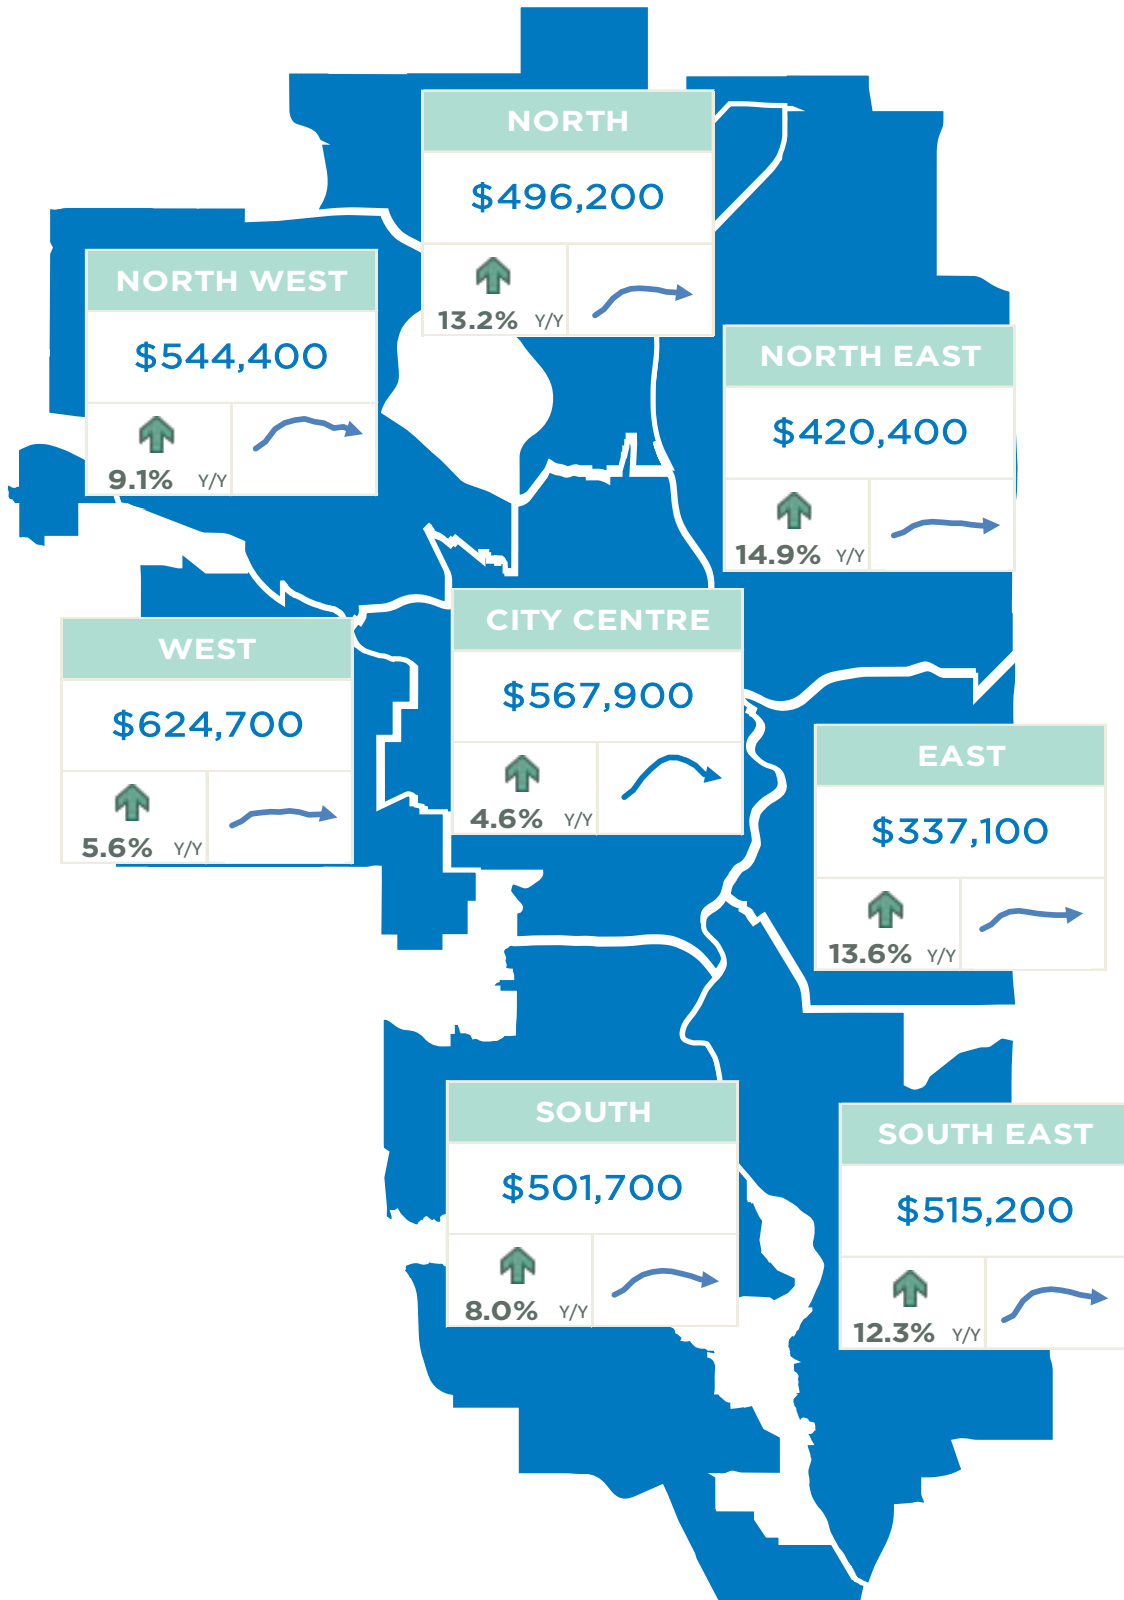 NORTH
$496,200
13.2% Y/Y
NORTH WEST
$544,400
9.1% Y/Y
NORTH EAST
$420,400
14.9% Y/Y
CITY CENTRE
$567,900
4.6% Y/Y
WEST
$624,700
5.6% Y/Y
EAST
$337,100
13.6% Y/Y
SOUTH
$501,700
8.0% Y/Y
SOUTH EAST
$515,200
12.3% Y/Y